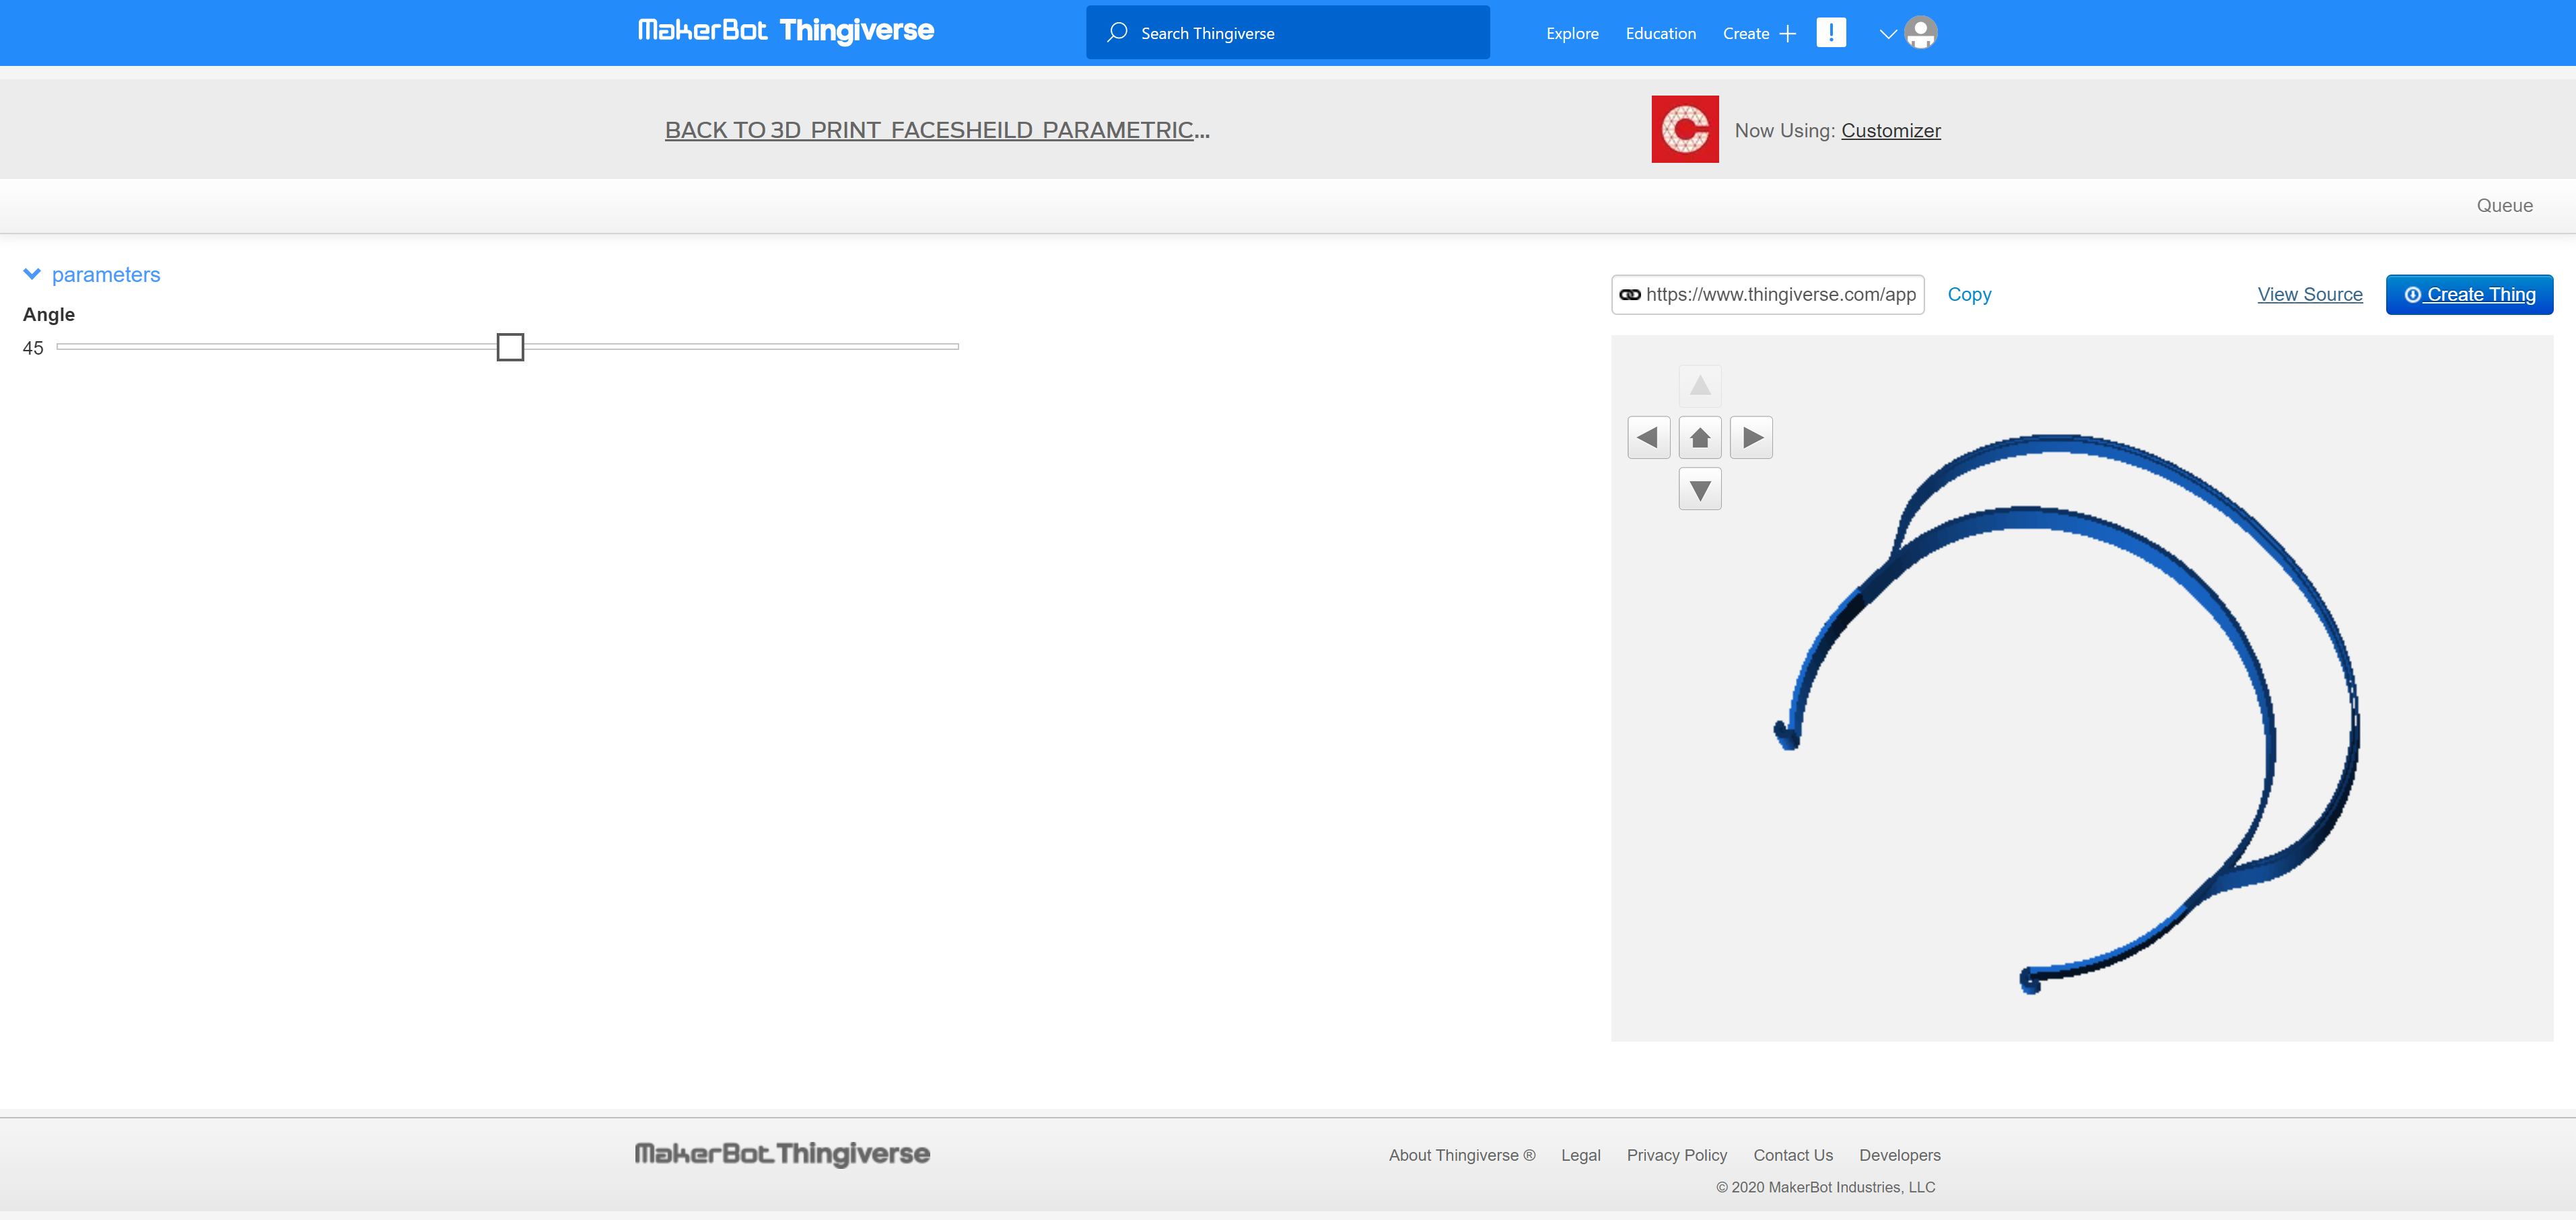 MakerBot Thingiverse
Search Thingiverse
Explore Education Create !
BACK TO 3D_PRINT_FACESHEILD_PARAMETRIC...
Now Using: Customizer
Queue
parameters
Angle
45
https://www.thingiverse.com/app Copy View Source Create Thing
MakerBot Thingiverse
About Thingiverse ® Legal Privacy Policy Contact Us Developers
© 2020 MakerBot Industries, LLC